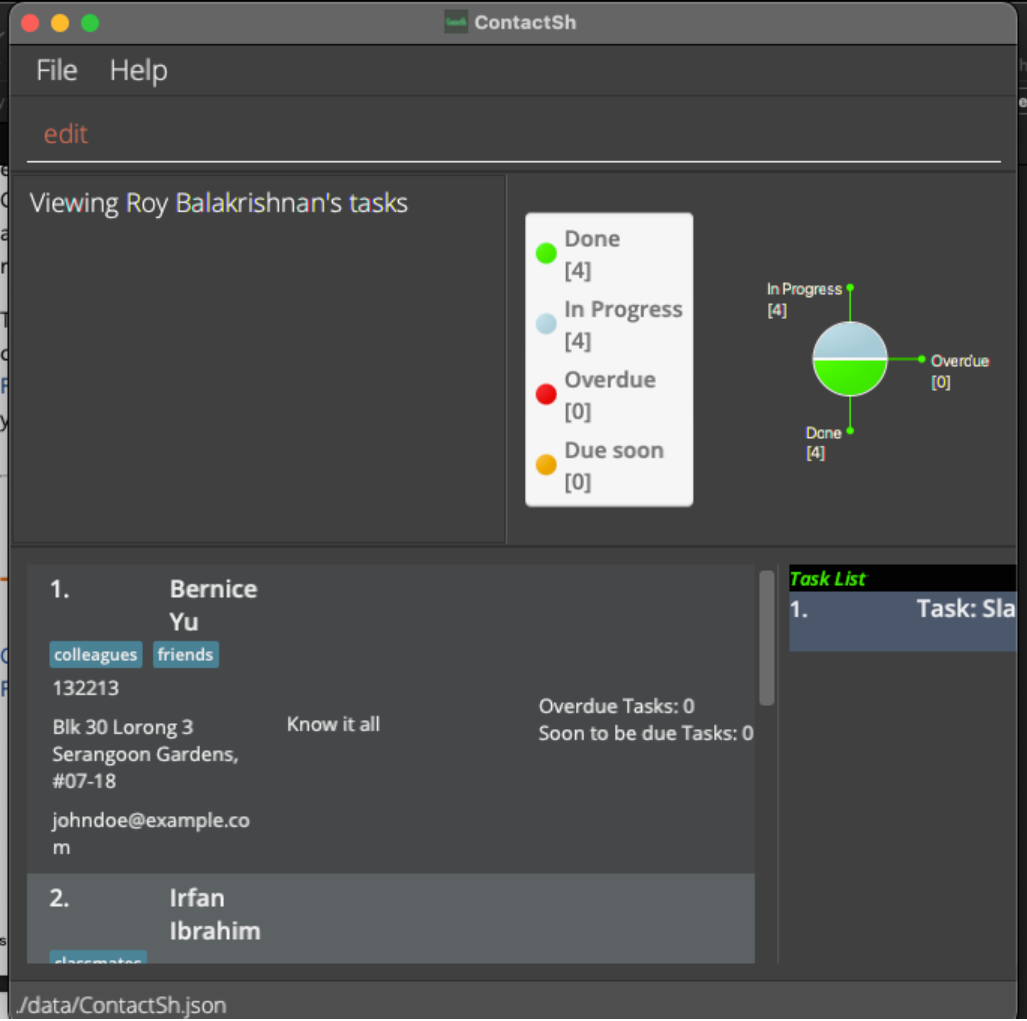 ContactSh
File Help
edit
Viewing Roy Balakrishnan's tasks
Done
[4]
In Progress
[4]
Overdue
[0]
Due soon
[0]
In Progress
[4]
Overdue
[0]
Done
[4]
1. Bernice
Yu
colleagues friends
132213
Blk 30 Lorong 3
Serangoon Gardens,
#07-18
johndoe@example.co
m
Know it all
Overdue Tasks: 0
Soon to be due Tasks: 0
2. Irfan
Ibrahim
classmates
Task List
1. Task: Sla
./data/ContactSh.json